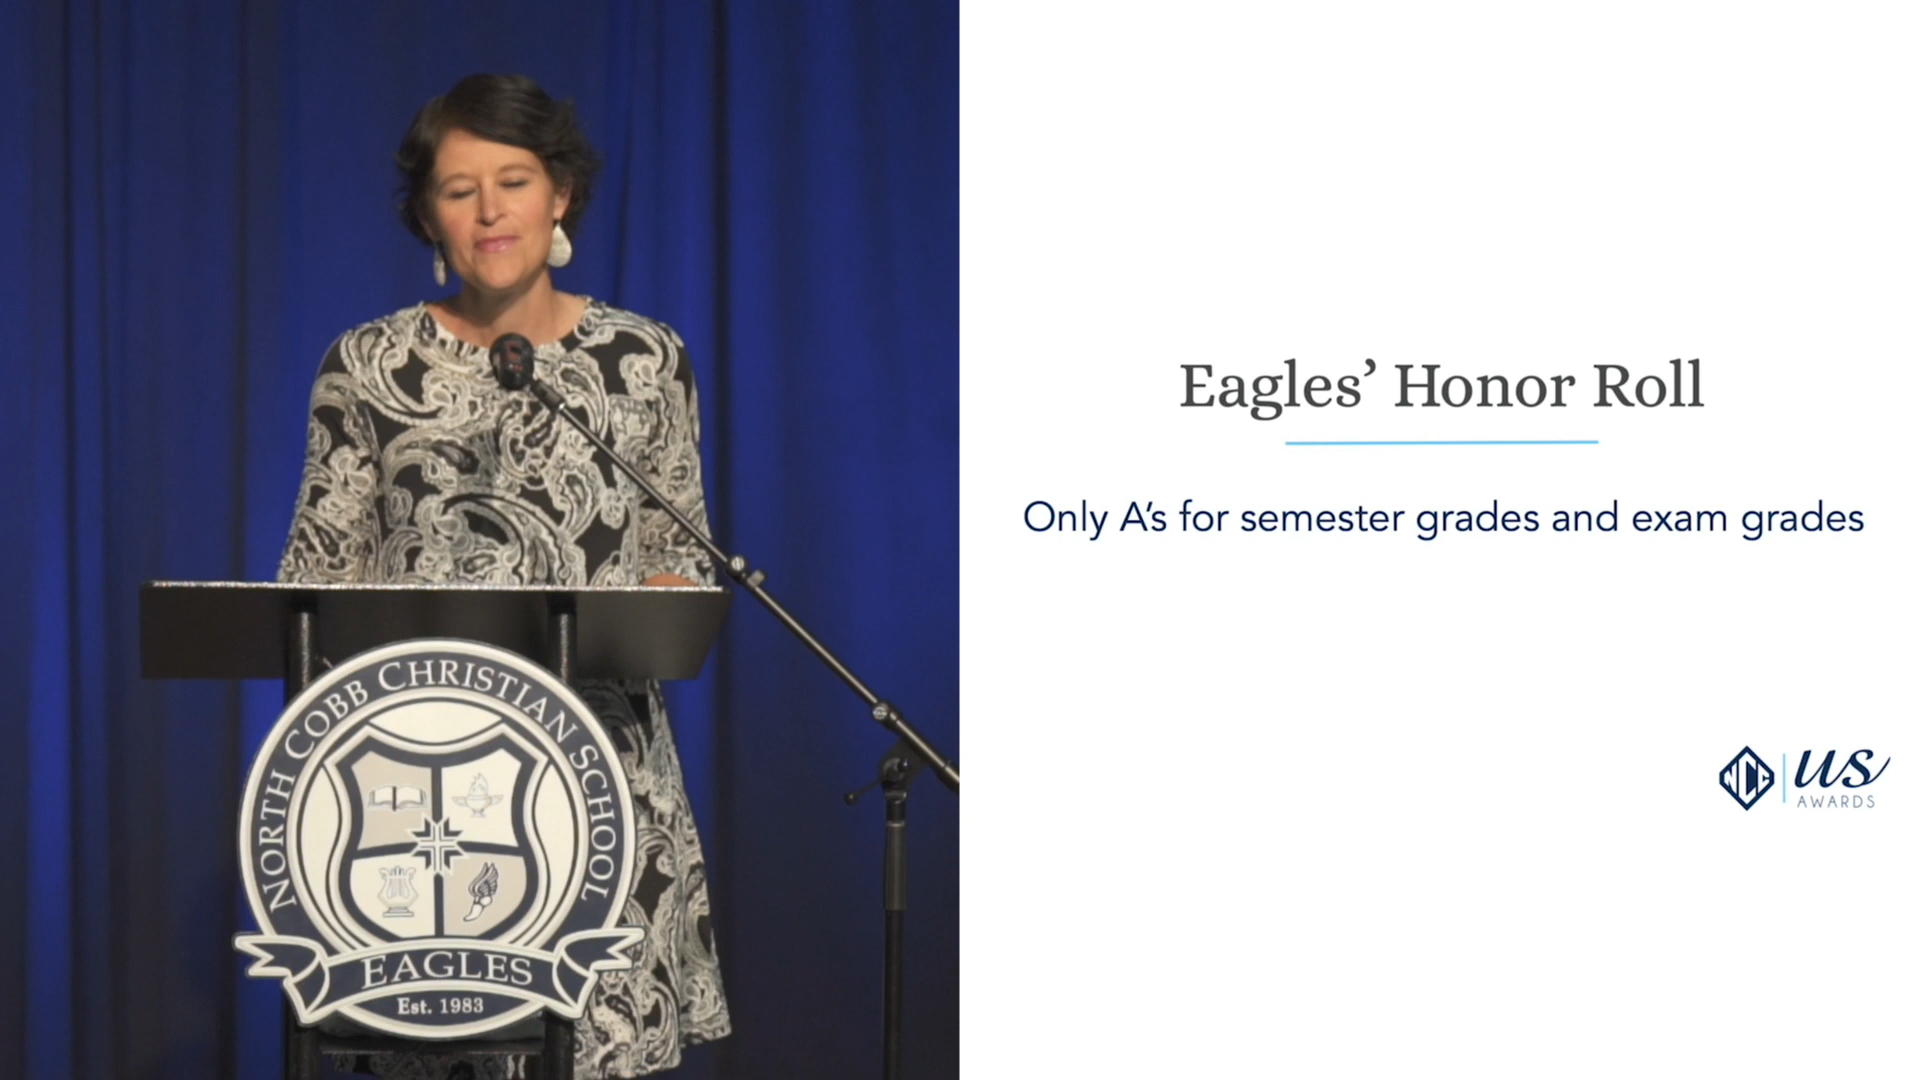 NORTH COBB CHRISTIAN SCHOOL
EAGLES
Est. 1983
Eagles’ Honor Roll
Only A’s for semester grades and exam grades
NCC
us
AWARDS